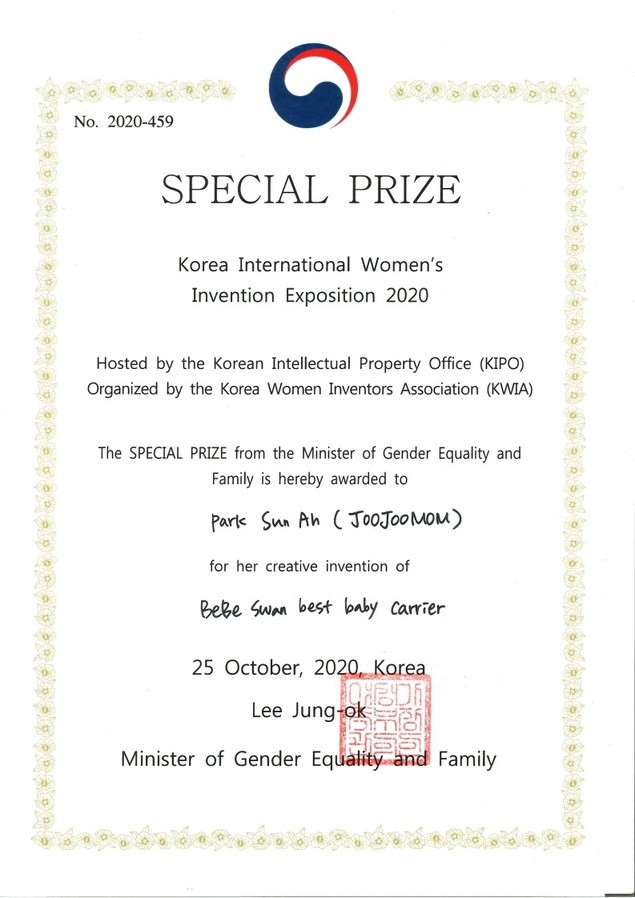 No. 2020-459
SPECIAL PRIZE
Korea International Women's
Invention Exposition 2020
Hosted by the Korean Intellectual Property Office (KIPO)
Organized by the Korea Women Inventors Association (KWIA)
The SPECIAL PRIZE from the Minister of Gender Equality and
Family is hereby awarded to
Park Sun Ah (JOOJOOMOM)
for her creative invention of
BeBe Swan best baby carrier
25 October, 2020, Korea
Lee Jung-ok
Minister of Gender Equality and Family